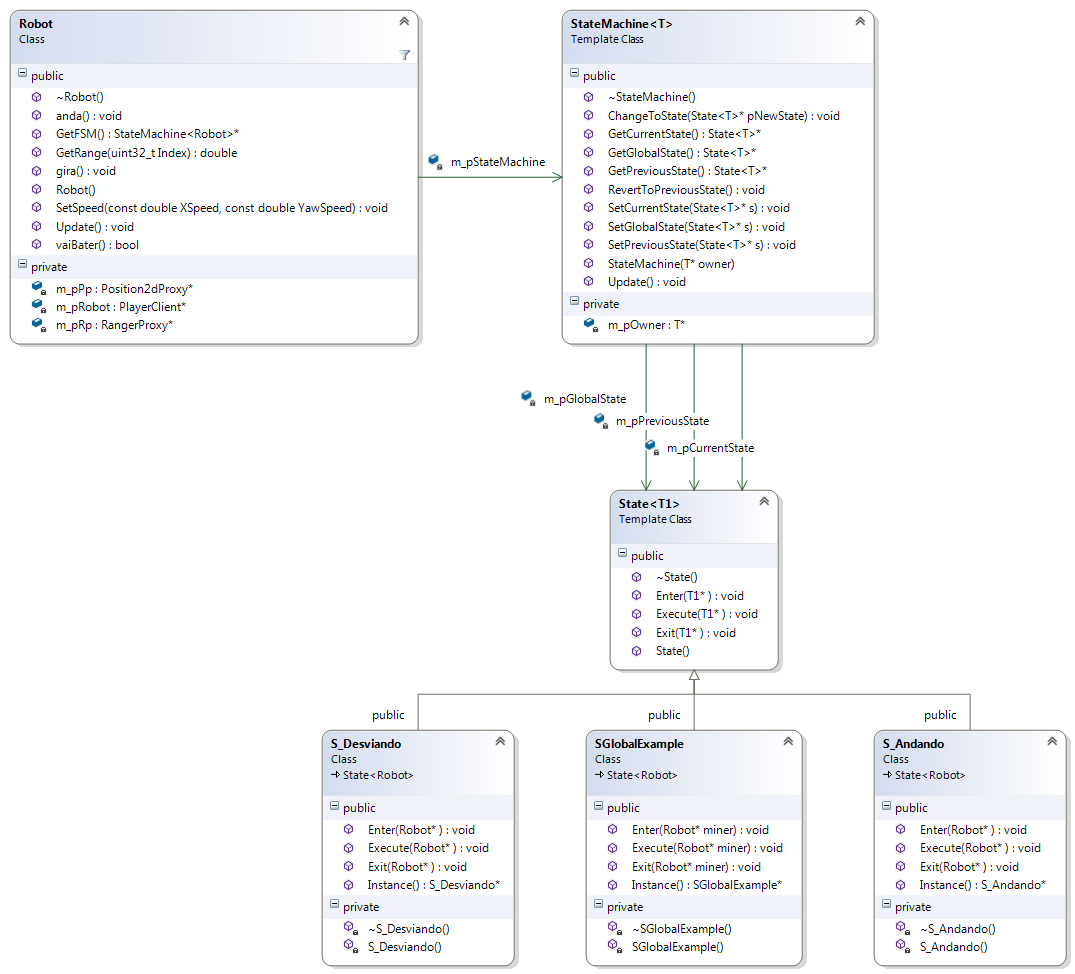 Robot
Class
public
~Robot()
anda() : void
GetFSM() : StateMachine<Robot>*
GetRange(uint32_t Index) : double
gira() : void
Robot()
SetSpeed(const double XSpeed, const double YawSpeed) : void
Update() : void
vaiBater() : bool
private
m_pPp : Position2dProxy*
m_pRobot : PlayerClient*
m_pRp : RangerProxy*
m_pStateMachine
StateMachine<T>
Template Class
public
~StateMachine()
ChangeToState(State<T>* pNewState) : void
GetCurrentState() : State<T>*
GetGlobalState() : State<T>*
GetPreviousState() : State<T>*
RevertToPreviousState() : void
SetCurrentState(State<T>* s) : void
SetGlobalState(State<T>* s) : void
SetPreviousState(State<T>* s) : void
StateMachine(T* owner)
Update() : void
private
m_pOwner : T*
m_pGlobalState
m_pPreviousState
m_pCurrentState
State<T1>
Template Class
public
~State()
Enter(T1* ) : void
Execute(T1* ) : void
Exit(T1* ) : void
State()
public
public
public
S_Desviando
Class
State<Robot>
public
Enter(Robot* ) : void
Execute(Robot* ) : void
Exit(Robot* ) : void
Instance() : S_Desviando*
private
~S_Desviando()
S_Desviando()
SGlobalExample
Class
State<Robot>
public
Enter(Robot* miner) : void
Execute(Robot* miner) : void
Exit(Robot* miner) : void
Instance() : SGlobalExample*
private
~SGlobalExample()
SGlobalExample()
S_Andando
Class
State<Robot>
public
Enter(Robot* ) : void
Execute(Robot* ) : void
Exit(Robot* ) : void
Instance() : S_Andando*
private
~S_Andando()
S_Andando()